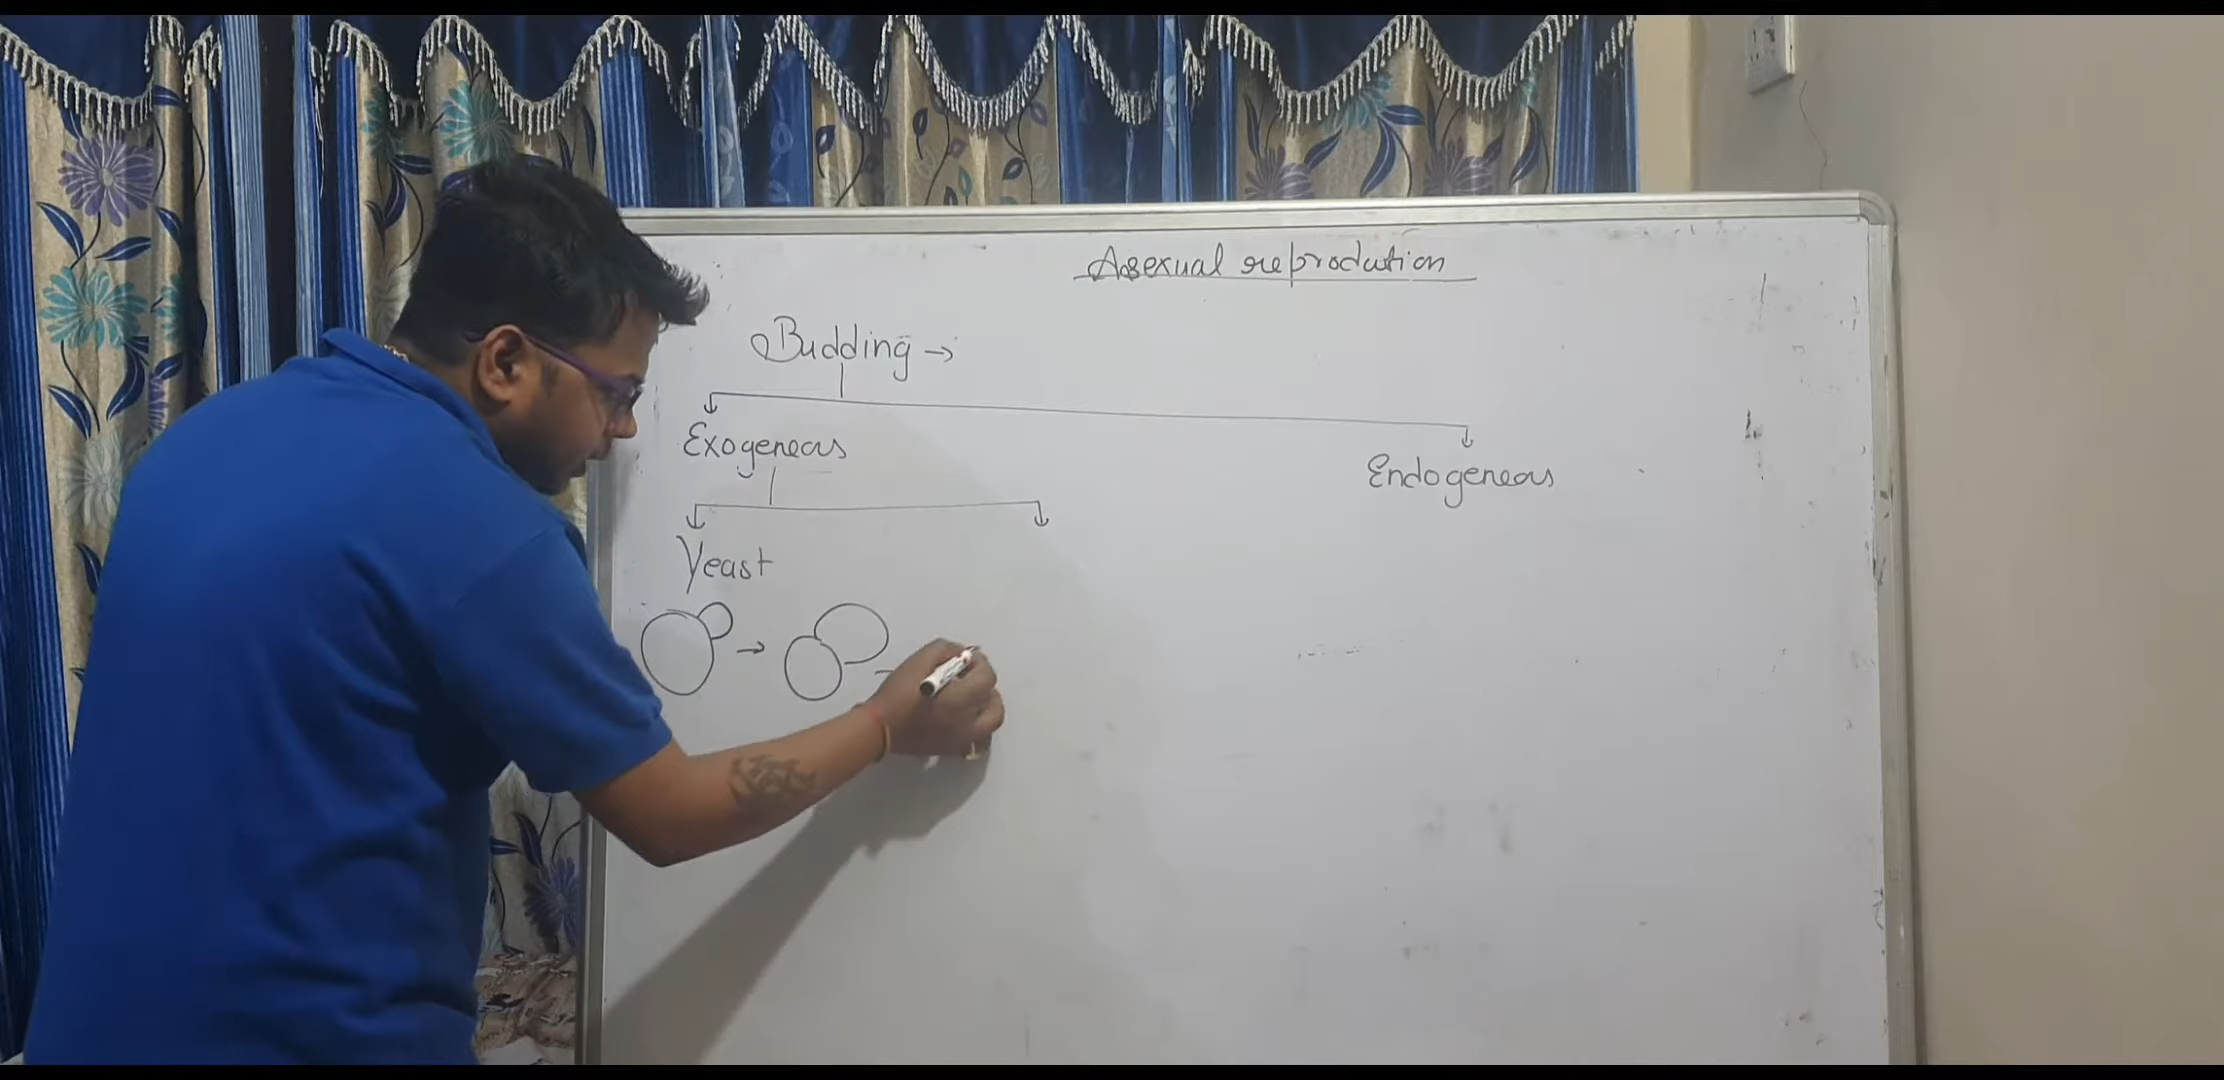 Asexual reproduction
Budding →
Exogeneous
Endogeneous
Yeast